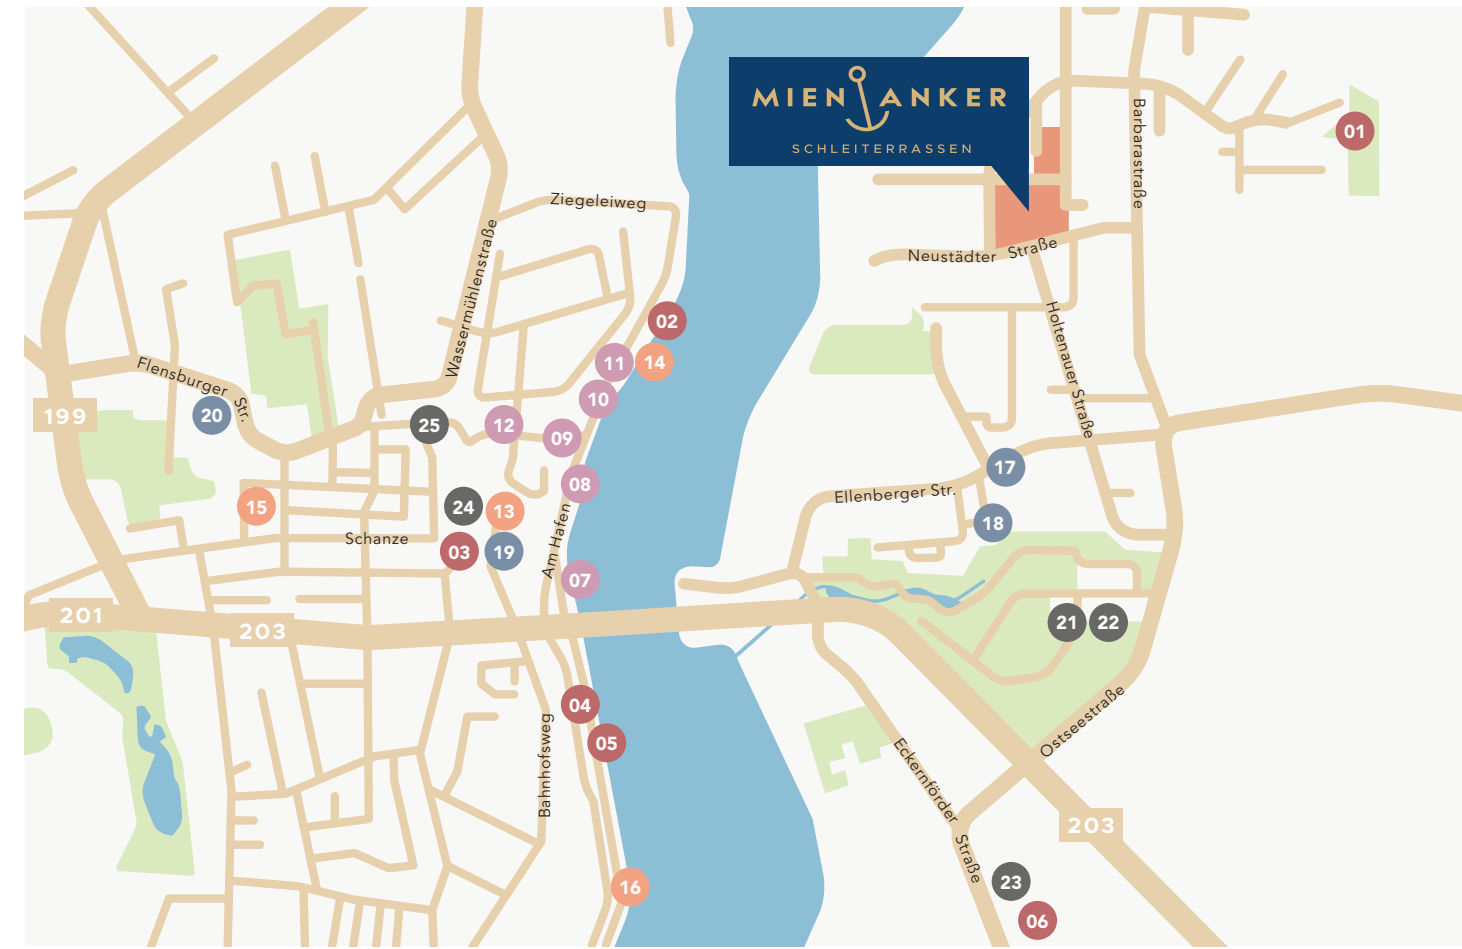 MIEN ANKER
SCHLEITERRASSEN
Barbarastraße
01
Ziegeleiweg
Wassermühlenstraße
Neustädter Straße
Holtenauer Straße
02
11
14
Flensburger Str.
10
199
20
25
12
09
17
08
Ellenberger Str.
15
24
13
18
Schanze
03
19
Am Hafen
07
201
203
21
22
04
05
Ostseestraße
Bahnhofsweg
Eckernförder Straße
203
16
23
06